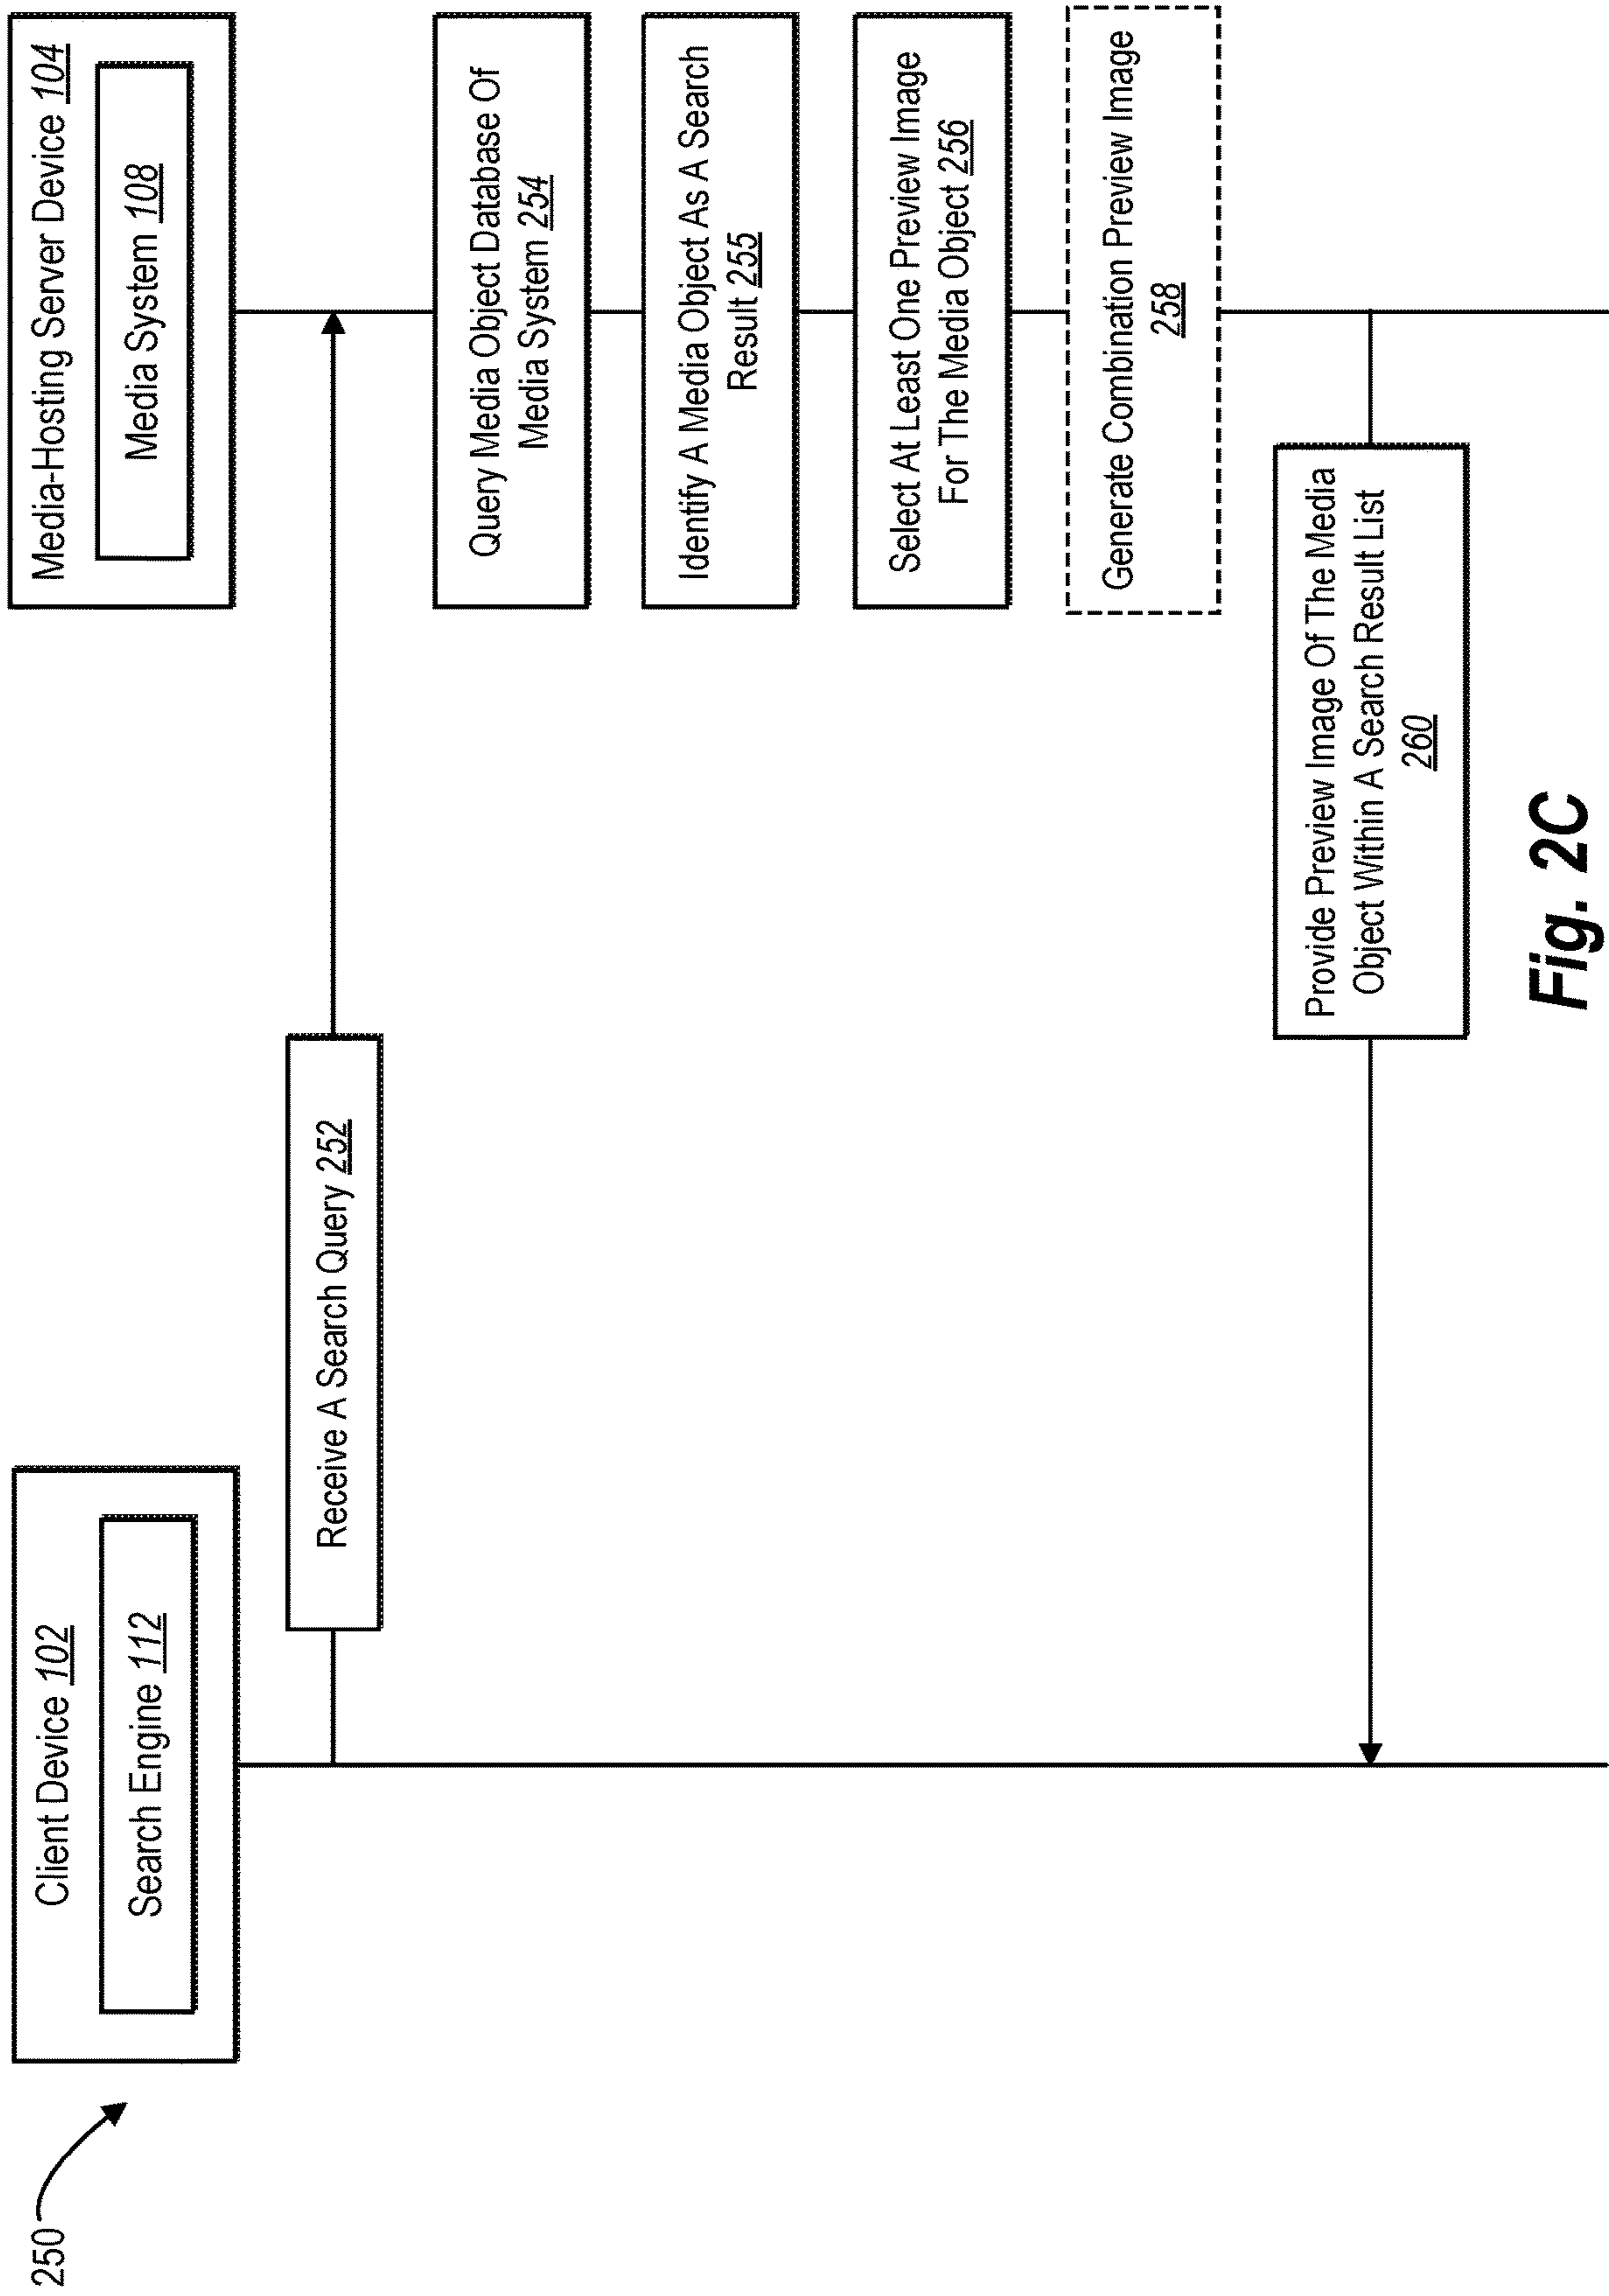 250
Client Device 102
Search Engine 112
Media-Hosting Server Device 104
Media System 108
Receive A Search Query 252
Query Media Object Database Of
Media System 254
Identify A Media Object As A Search
Result 255
Select At Least One Preview Image
For The Media Object 256
Generate Combination Preview Image
258
Provide Preview Image Of The Media
Object Within A Search Result List
260
Fig. 2C